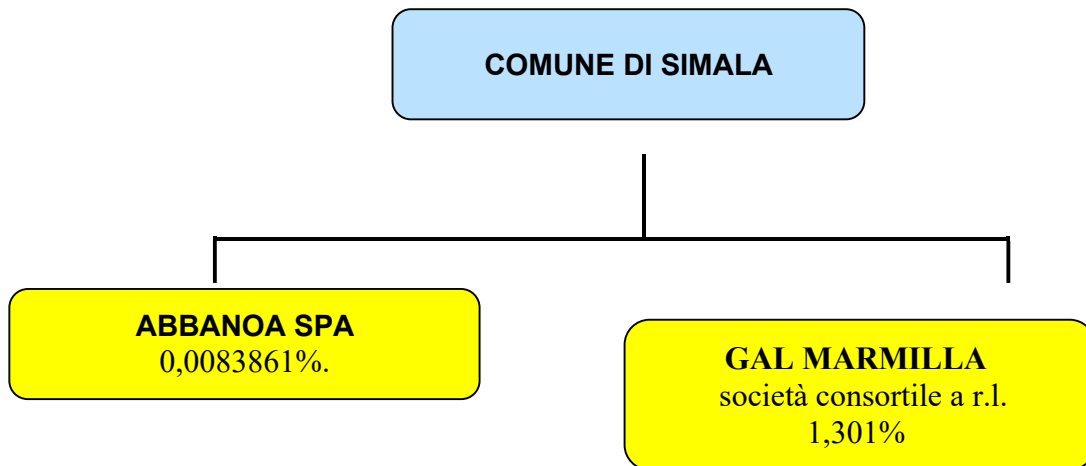 COMUNE DI SIMALA
ABBANOA SPA
0,0083861%.
GAL MARMILLA
società consortile a r.l.
1,301%